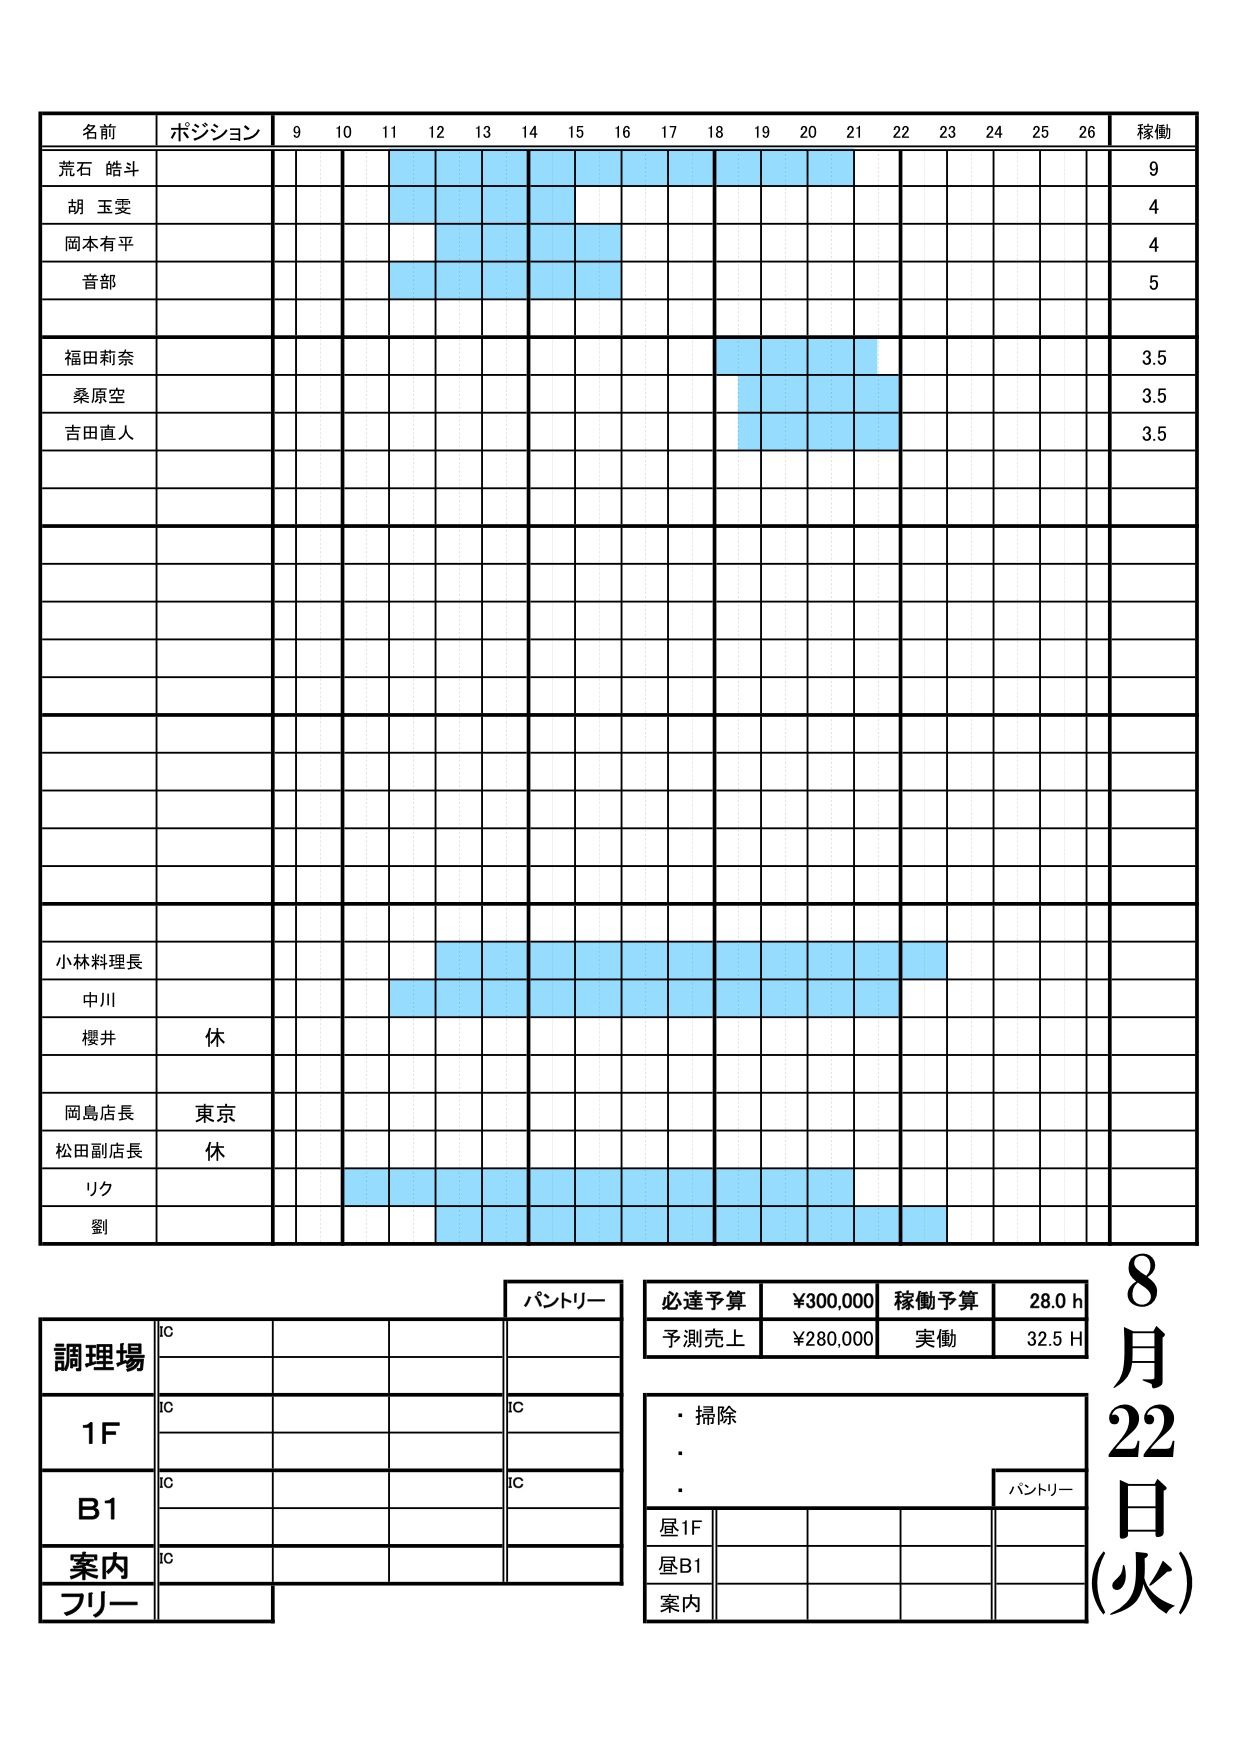 名前 ポジション 9 10 11 12 13 14 15 16 17 18 19 20 21 22 23 24 25 26 稼働
荒石 皓斗 9
胡 玉雯 4
岡本有平 4
音部 5
福田莉奈 3.5
桑原空 3.5
吉田直人 3.5
小林料理長
中川
櫻井 休
岡島店長 東京
松田副店長 休
リク
劉
パントリー
調理場 IC
1F IC IC
B1 IC IC
案内 IC
フリー
必達予算 ¥300,000 稼働予算 28.0 h
予測売上 ¥280,000 実働 32.5 H
・掃除
・
・
パントリー
昼1F
昼B1
案内
8
月
22
日
(火)